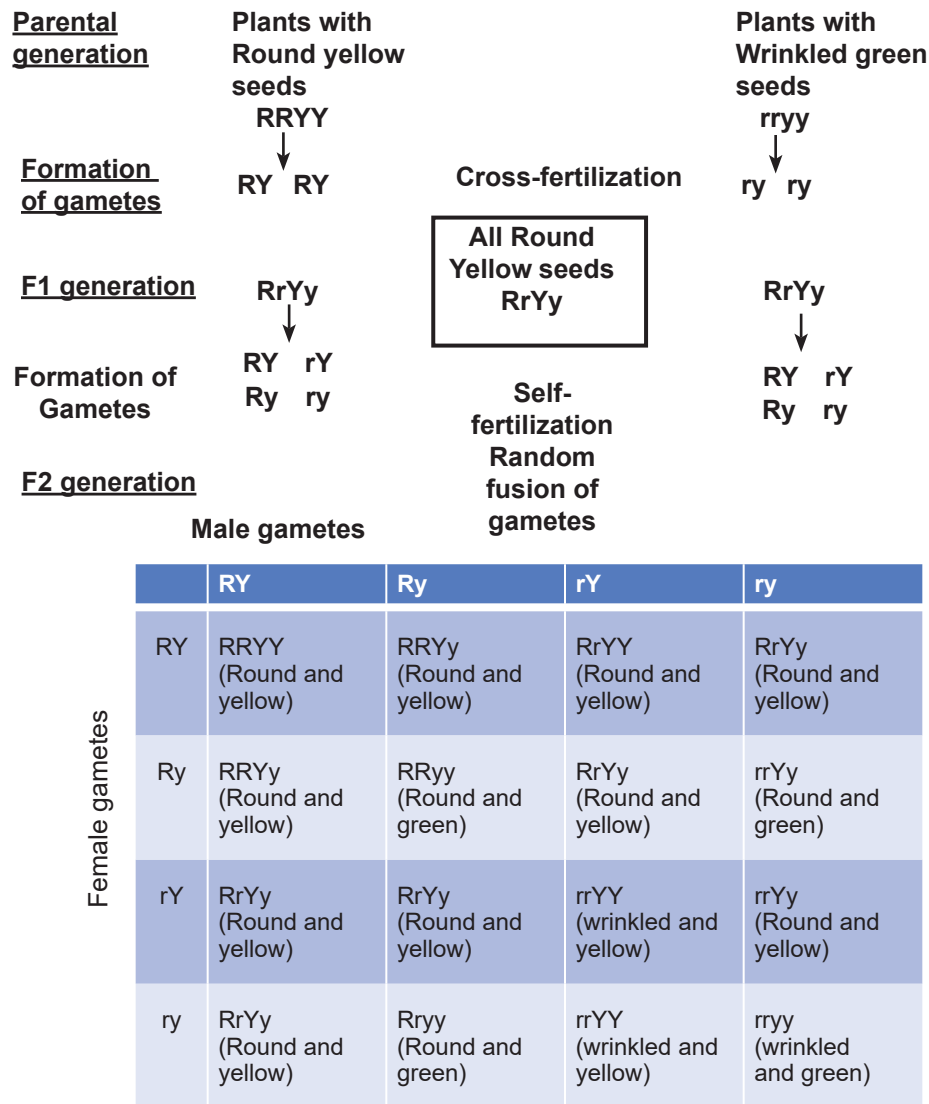 Parental
generation
Plants with
Round yellow
seeds
RRYY
Plants with
Wrinkled green
seeds
rryy
Formation
of gametes
RY RY
Cross-fertilization
ry ry
All Round
Yellow seeds
RrYy
F1 generation
RrYy
RrYy
Formation of
Gametes
RY rY
Ry ry
Self-
fertilization
Random
fusion of
gametes
RY rY
Ry ry
F2 generation
Male gametes
Female gametes
RY Ry rY ry
RY
RRYY
(Round and
yellow)
RRYy
(Round and
yellow)
RrYY
(Round and
yellow)
RrYy
(Round and
yellow)
Ry
RRYy
(Round and
yellow)
RRyy
(Round and
green)
RrYy
(Round and
yellow)
rrYy
(Round and
green)
rY
RrYy
(Round and
yellow)
RrYy
(Round and
yellow)
rrYY
(wrinkled and
yellow)
rrYy
(Round and
yellow)
ry
RrYy
(Round and
yellow)
Rryy
(Round and
green)
rrYY
(wrinkled and
yellow)
rryy
(wrinkled
and green)